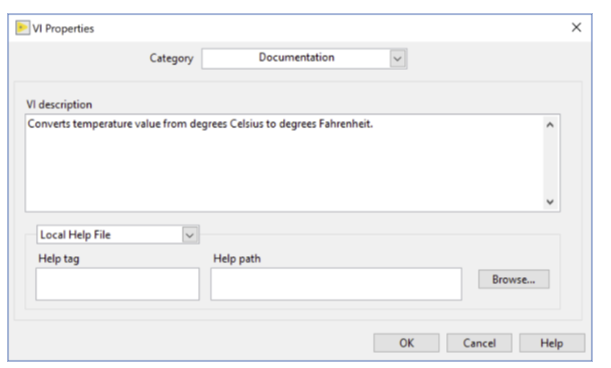 VI Properties
Category Documentation
VI description
Converts temperature value from degrees Celsius to degrees Fahrenheit.
Local Help File
Help tag Help path
Browse...
OK Cancel Help